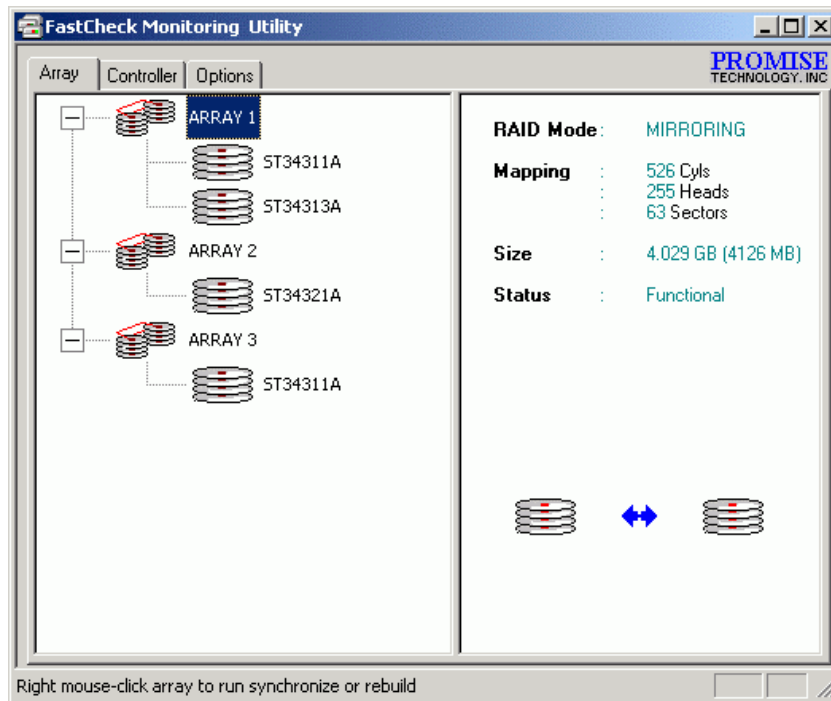 FastCheck Monitoring Utility
PROMISE
TECHNOLOGY, INC
Array Controller Options
ARRAY 1
ST34311A
ST34313A
ARRAY 2
ST34321A
ARRAY 3
ST34311A
RAID Mode : MIRRORING
Mapping : 526 Cyls
: 255 Heads
: 63 Sectors
Size : 4.029 GB (4126 MB)
Status : Functional
Right mouse-click array to run synchronize or rebuild